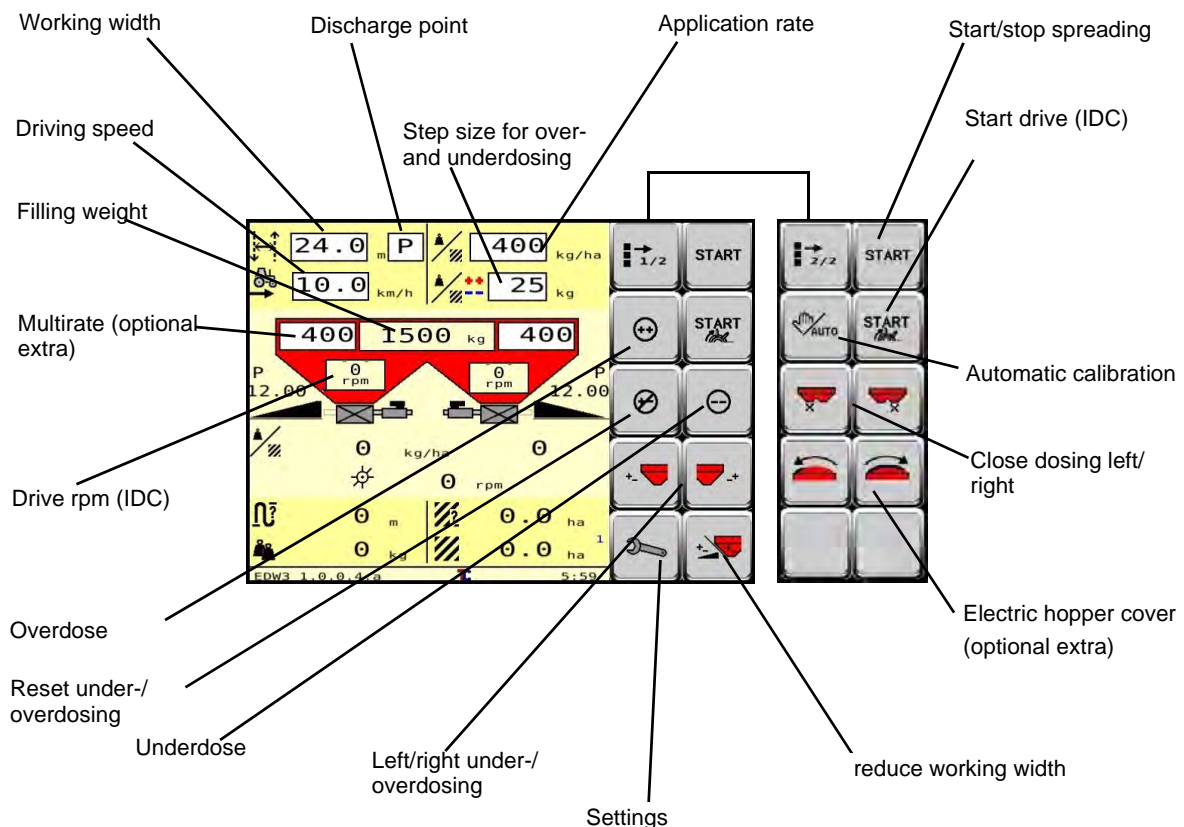 Working width
Discharge point
Application rate
Start/stop spreading
Driving speed
Step size for over-
and underdosing
Start drive (IDC)
Filling weight
24.0 m P 400 kg/ha
10.0 km/h ++ -- 25 kg
1/2 START
2/2 START
Multirate (optional
extra)
400 1500 kg 400
++ START
AUTO START
Automatic calibration
P 0 rpm 0 rpm P
12.00 12.00
+/- --
x x
0 kg/ha 0
0 rpm
+- -+
Close dosing left/
right
Drive rpm (IDC)
? 0 m ? 0.0 ha
0 kg 0.0 ha
1
+- +
EDW3 1.0.0.4.a 5:59
Electric hopper cover
(optional extra)
Overdose
Reset under-/
overdosing
Underdose
Left/right under-/
overdosing
reduce working width
Settings